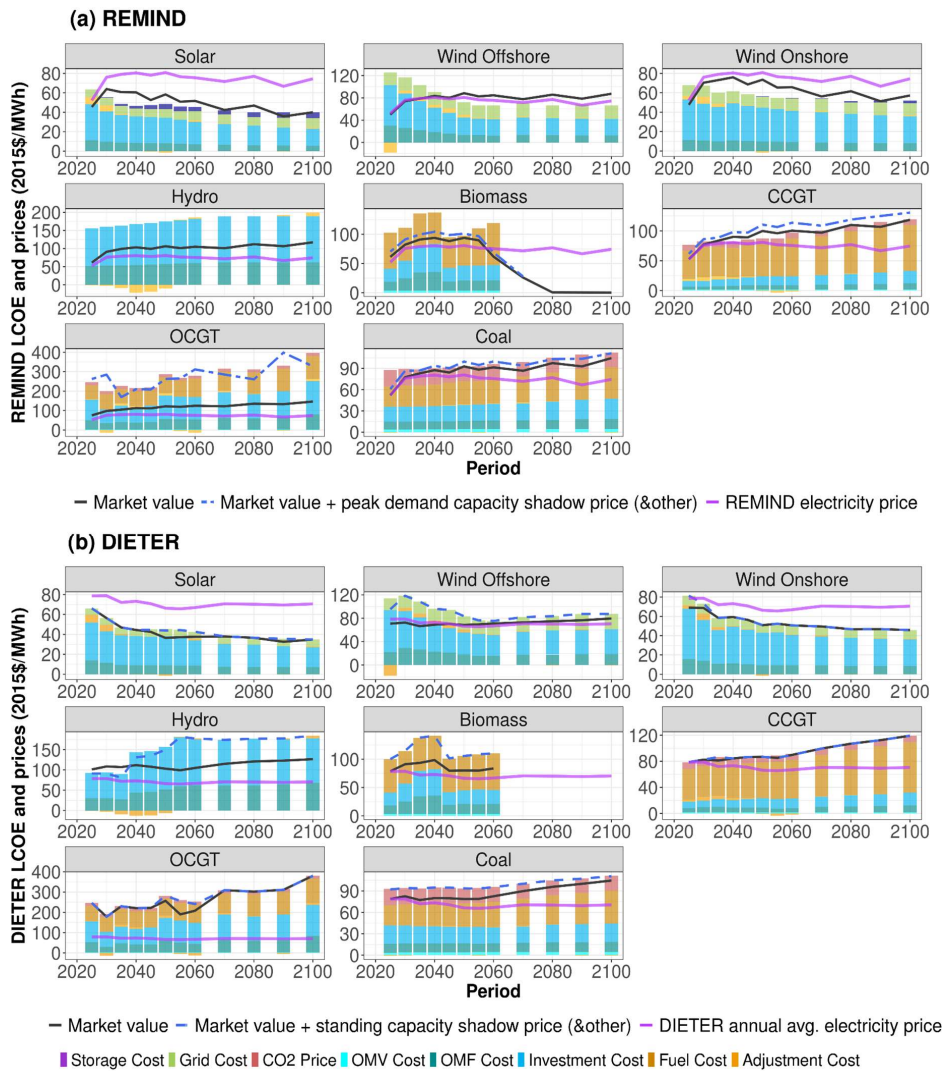 (a) REMIND
Solar
Wind Offshore
Wind Onshore
80
60
40
20
0
120
80
40
0
80
60
40
20
0
2020 2040 2060 2080 2100
2020 2040 2060 2080 2100
2020 2040 2060 2080 2100
Hydro
Biomass
CCGT
200
150
100
50
0
100
50
0
100
50
0
2020 2040 2060 2080 2100
2020 2040 2060 2080 2100
2020 2040 2060 2080 2100
OCGT
Coal
400
300
200
100
0
90
60
30
0
2020 2040 2060 2080 2100
2020 2040 2060 2080 2100
REMIND LCOE and prices (2015$/MWh)
Period
Market value Market value + peak demand capacity shadow price (&other) REMIND electricity price
(b) DIETER
Solar
Wind Offshore
Wind Onshore
80
60
40
20
0
120
80
40
0
80
60
40
20
0
2020 2040 2060 2080 2100
2020 2040 2060 2080 2100
2020 2040 2060 2080 2100
Hydro
Biomass
CCGT
150
100
50
0
100
50
0
120
80
40
0
2020 2040 2060 2080 2100
2020 2040 2060 2080 2100
2020 2040 2060 2080 2100
OCGT
Coal
400
300
200
100
0
90
60
30
0
2020 2040 2060 2080 2100
2020 2040 2060 2080 2100
DIETER LCOE and prices (2015$/MWh)
Period
Market value Market value + standing capacity shadow price (&other) DIETER annual avg. electricity price
Storage Cost Grid Cost CO2 Price OMV Cost OMF Cost Investment Cost Fuel Cost Adjustment Cost